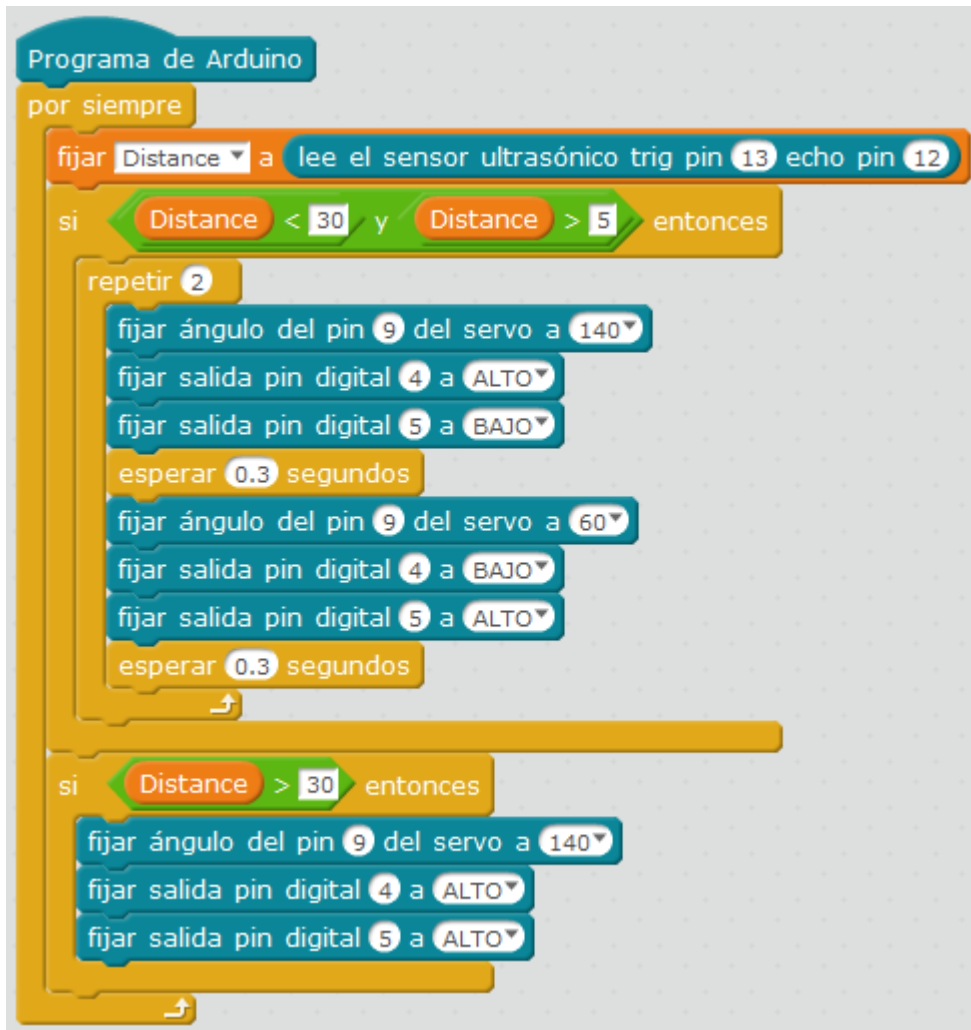 Programa de Arduino
por siempre
fijar Distance a lee el sensor ultrasónico trig pin 13 echo pin 12
si Distance < 30 y Distance > 5 entonces
repetir 2
fijar ángulo del pin 9 del servo a 140
fijar salida pin digital 4 a ALTO
fijar salida pin digital 5 a BAJO
esperar 0.3 segundos
fijar ángulo del pin 9 del servo a 60
fijar salida pin digital 4 a BAJO
fijar salida pin digital 5 a ALTO
esperar 0.3 segundos
si Distance > 30 entonces
fijar ángulo del pin 9 del servo a 140
fijar salida pin digital 4 a ALTO
fijar salida pin digital 5 a ALTO